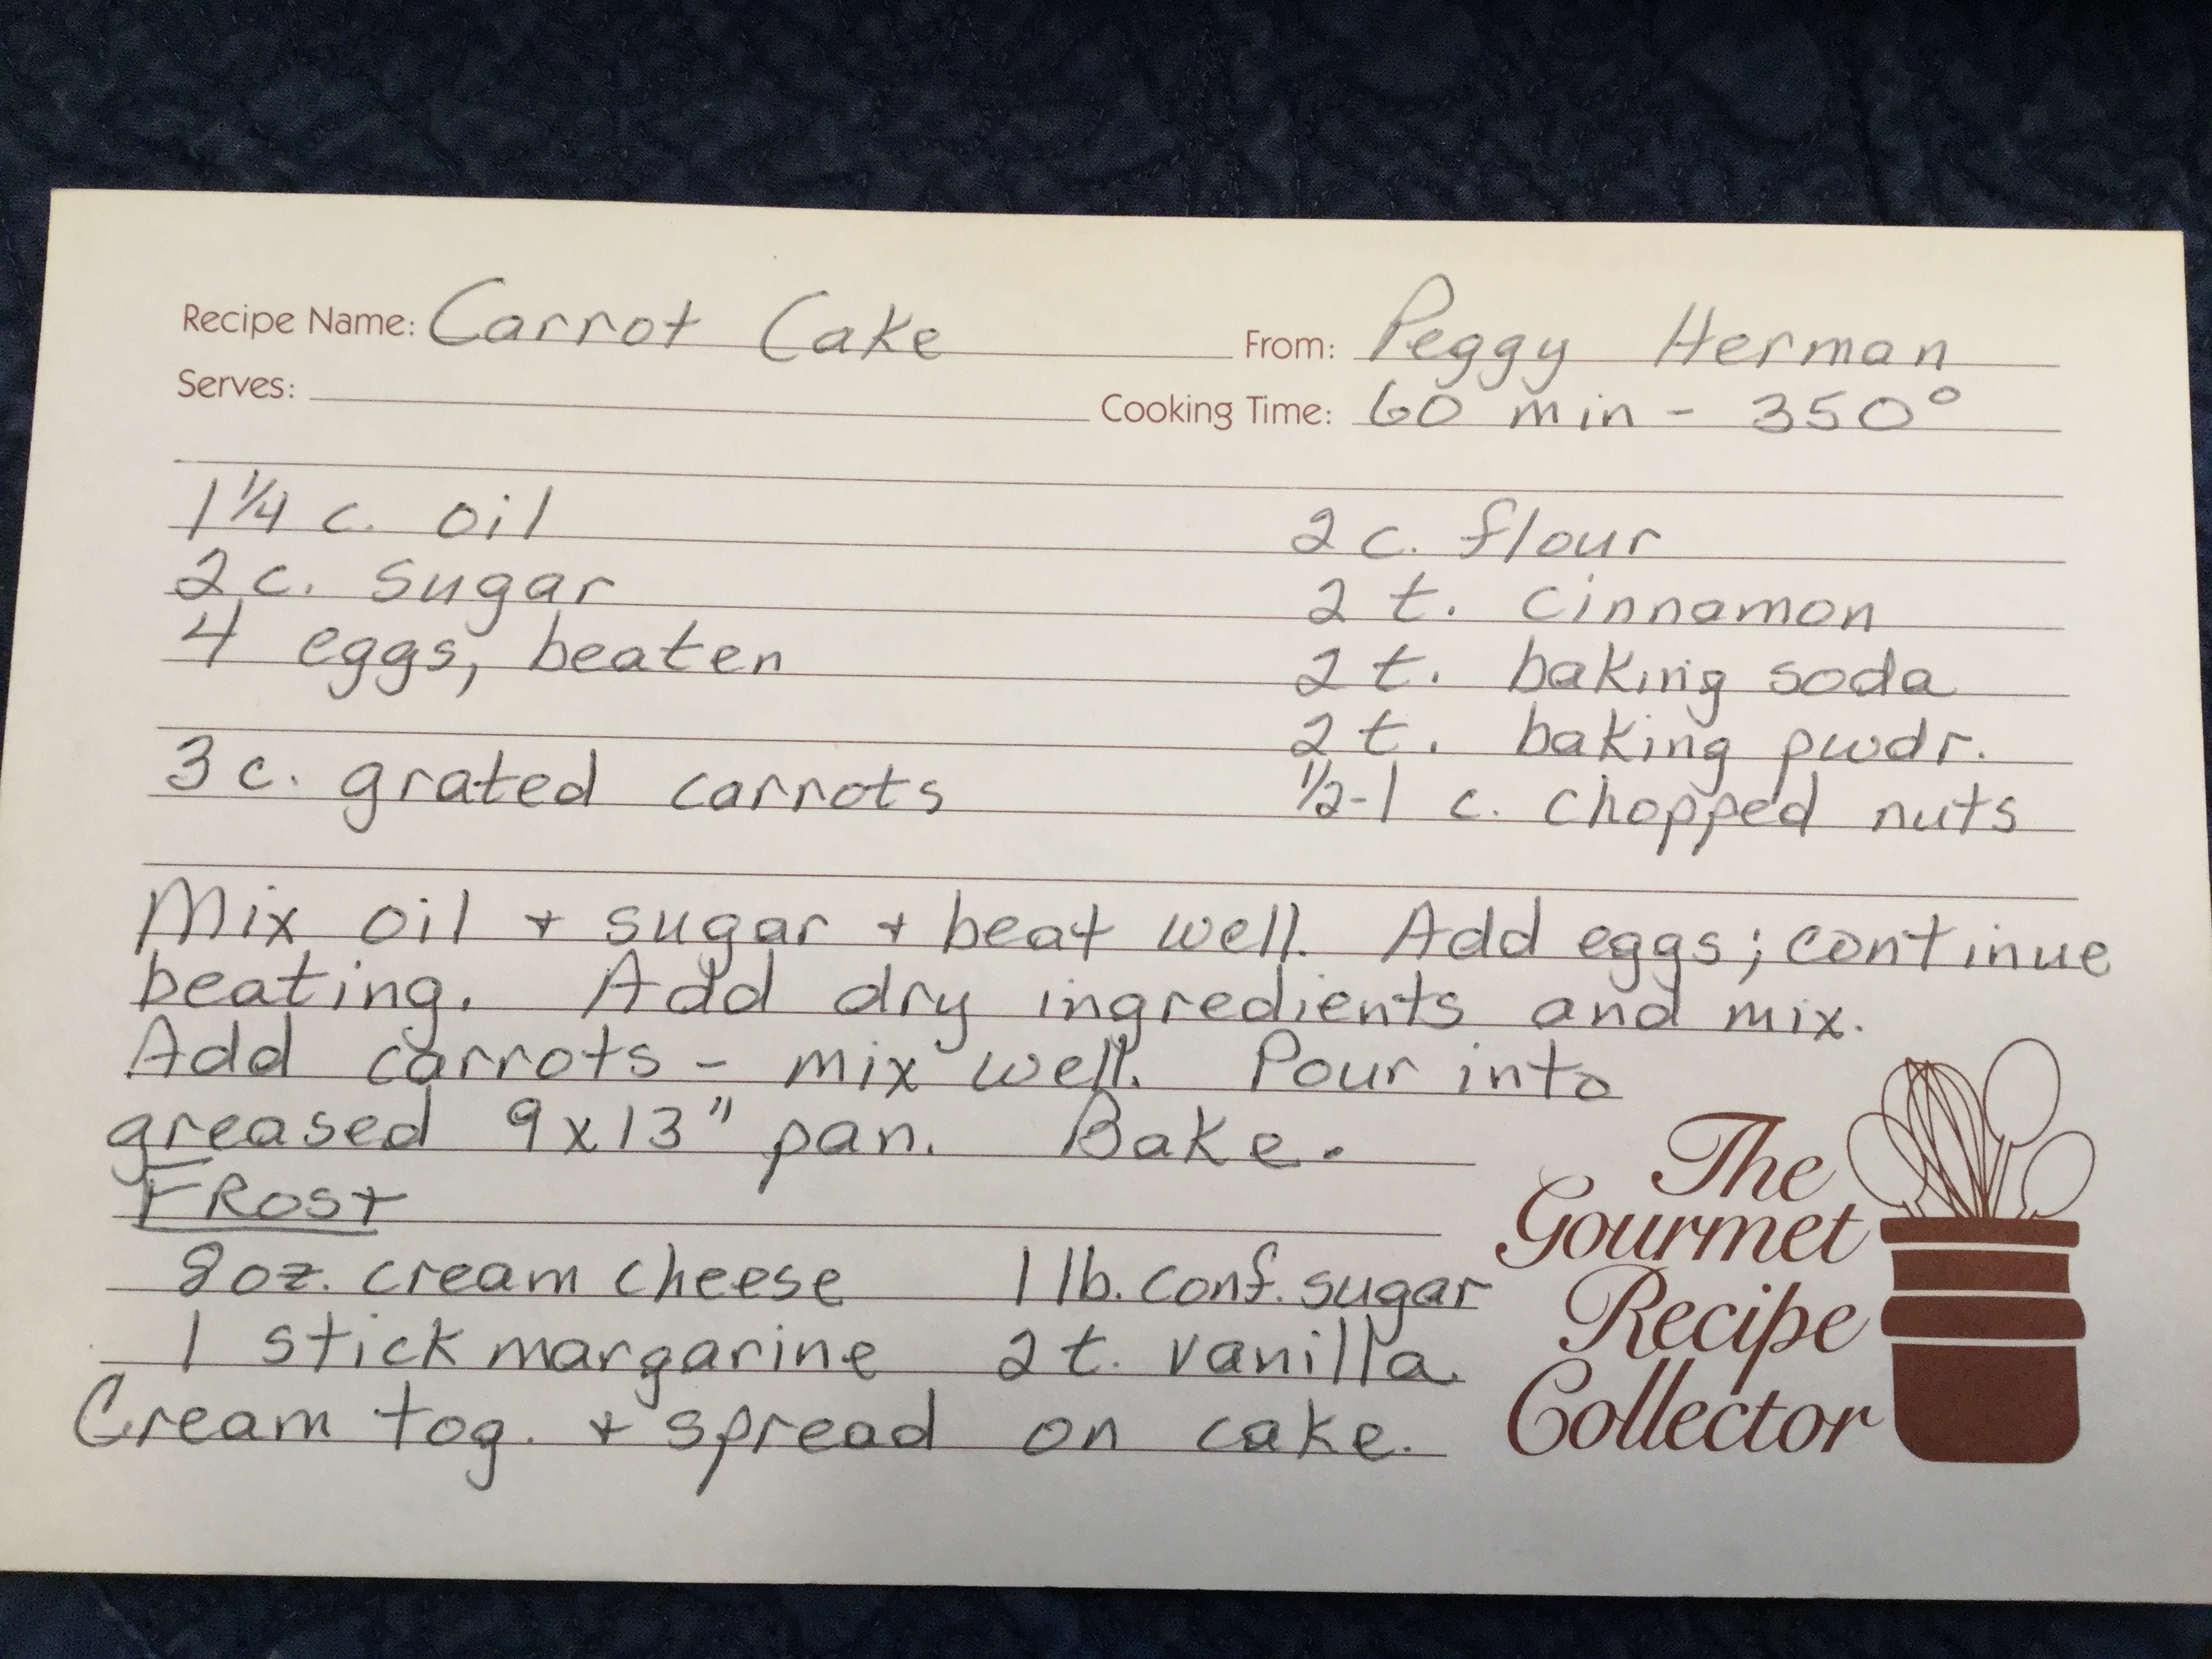 Recipe Name: Carrot Cake From: Peggy Herman
Serves: Cooking Time: 60 min - 350°
1 1/4 c. oil 2 c. flour
2 c. sugar 2 t. cinnamon
4 eggs, beaten 2 t. baking soda
2 t. baking pwdr.
3 c. grated carrots 1/2-1 c. chopped nuts
Mix oil + sugar + beat well. Add eggs; continue
beating. Add dry ingredients and mix.
Add carrots - mix well. Pour into
greased 9x13" pan. Bake.
FROST
8 oz. cream cheese 1 lb. conf. sugar
1 stick margarine 2 t. vanilla.
Cream tog. + spread on cake.
The
Gourmet
Recipe
Collector